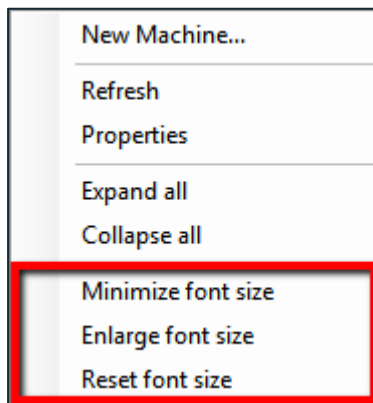 New Machine...
Refresh
Properties
Expand all
Collapse all
Minimize font size
Enlarge font size
Reset font size